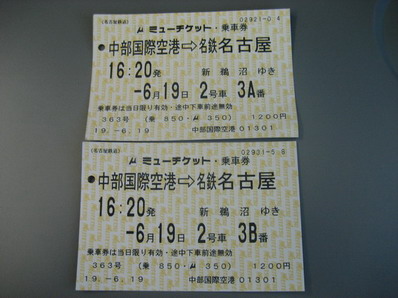 (名古屋鉄道) 02921-0.4
μ ミューチケット・乗車券
中部国際空港⇨名鉄名古屋
16:20発 新鵜沼 ゆき
-6月19日 2号車 3A番
乗車券は当日限り有効・途中下車前途無効
363号 (乗 850・μ 350) 1200円
19.-6.19 中部国際空港 01301
(名古屋鉄道) 02931-5.8
μ ミューチケット・乗車券
中部国際空港⇨名鉄名古屋
16:20発 新鵜沼 ゆき
-6月19日 2号車 3B番
乗車券は当日限り有効・途中下車前途無効
363号 (乗 850・μ 350) 1200円
19.-6.19 中部国際空港 01301